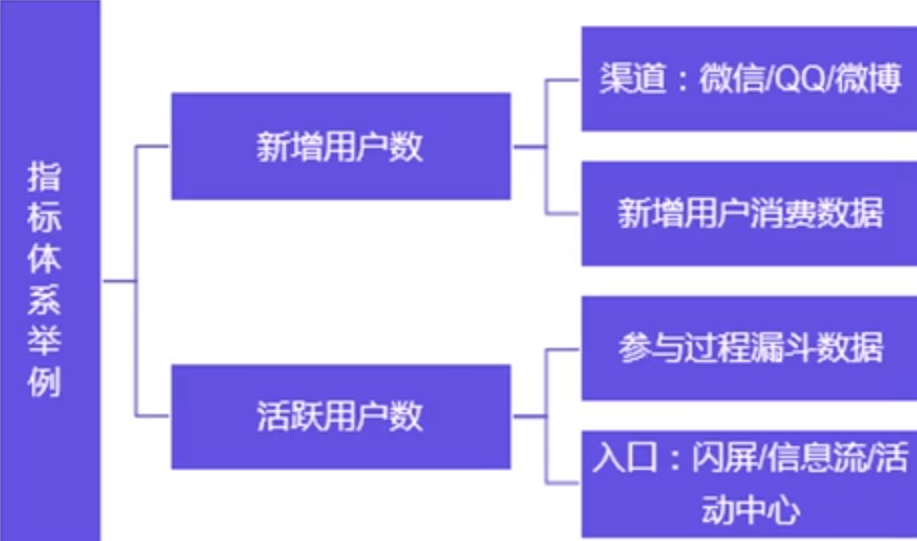 指标体系举例
新增用户数
渠道：微信/QQ/微博
新增用户消费数据
活跃用户数
参与过程漏斗数据
入口：闪屏/信息流/活
动中心